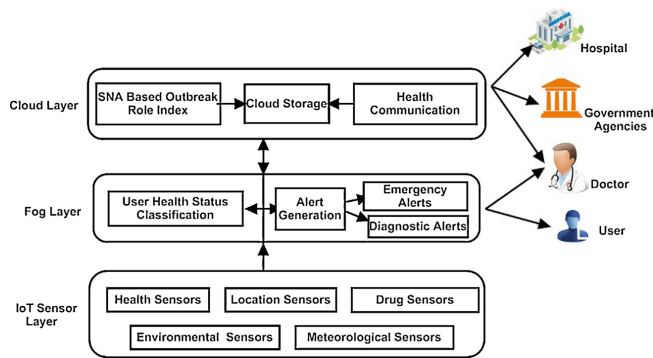 Hospital
Cloud Layer
SNA Based Outbreak
Role Index
Cloud Storage
Health
Communication
Government
Agencies
Doctor
Fog Layer
User Health Status
Classification
Alert
Generation
Emergency
Alerts
Diagnostic Alerts
User
IoT Sensor
Layer
Health Sensors
Location Sensors
Drug Sensors
Environmental Sensors
Meteorological Sensors